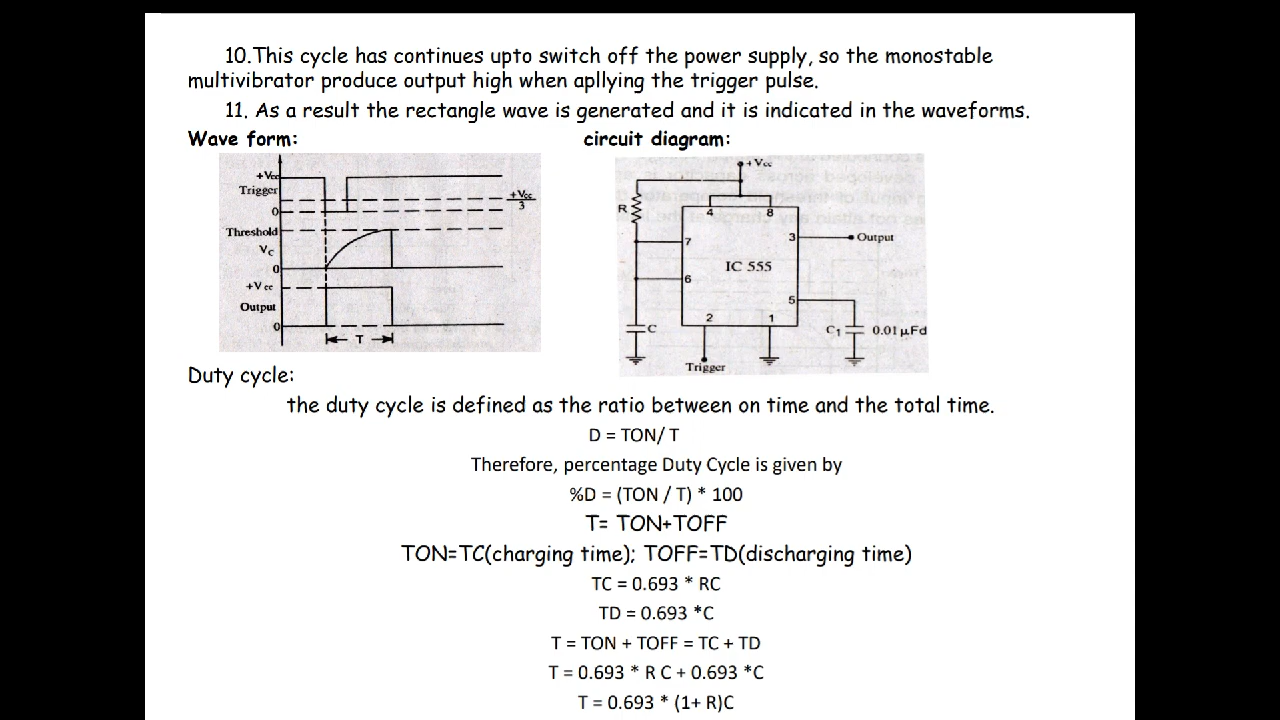 10.This cycle has continues upto switch off the power supply, so the monostable
multivibrator produce output high when apllying the trigger pulse.
11. As a result the rectangle wave is generated and it is indicated in the waveforms.
Wave form: circuit diagram:
+Vcc
Trigger
0
+Vcc
3
Threshold
Vc
0
+Vcc
Output
0
T
+Vcc
R
4 8
7
3 Output
IC 555
6
5
2 1
C
C1 0.01 μFd
Trigger
Duty cycle:
the duty cycle is defined as the ratio between on time and the total time.
D = TON/ T
Therefore, percentage Duty Cycle is given by
%D = (TON / T) * 100
T= TON+TOFF
TON=TC(charging time); TOFF=TD(discharging time)
TC = 0.693 * RC
TD = 0.693 *C
T = TON + TOFF = TC + TD
T = 0.693 * R C + 0.693 *C
T = 0.693 * (1+ R)C